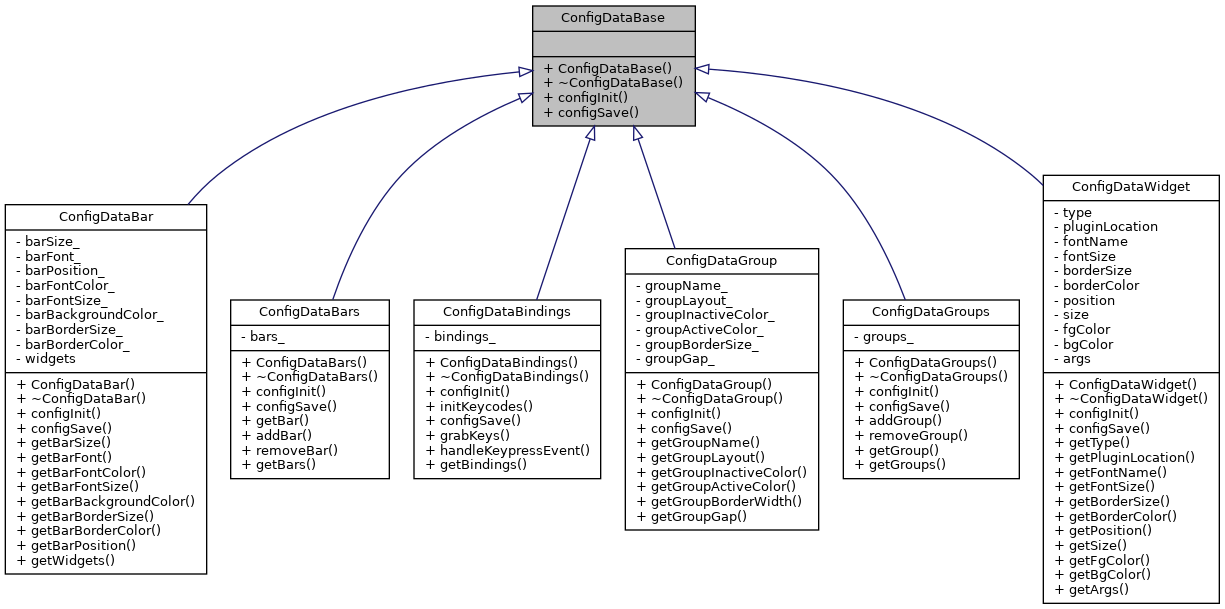 ConfigDataBase
+ ConfigDataBase()
+ ~ConfigDataBase()
+ configInit()
+ configSave()
ConfigDataBar
- barSize_
- barFont_
- barPosition_
- barFontColor_
- barFontSize_
- barBackgroundColor_
- barBorderSize_
- barBorderColor_
- widgets
+ ConfigDataBar()
+ ~ConfigDataBar()
+ configInit()
+ configSave()
+ getBarSize()
+ getBarFont()
+ getBarFontColor()
+ getBarFontSize()
+ getBarBackgroundColor()
+ getBarBorderSize()
+ getBarBorderColor()
+ getBarPosition()
+ getWidgets()
ConfigDataBars
- bars_
+ ConfigDataBars()
+ ~ConfigDataBars()
+ configInit()
+ configSave()
+ getBar()
+ addBar()
+ removeBar()
+ getBars()
ConfigDataBindings
- bindings_
+ ConfigDataBindings()
+ ~ConfigDataBindings()
+ configInit()
+ initKeycodes()
+ configSave()
+ grabKeys()
+ handleKeypressEvent()
+ getBindings()
ConfigDataGroup
- groupName_
- groupLayout_
- groupInactiveColor_
- groupActiveColor_
- groupBorderSize_
- groupGap_
+ ConfigDataGroup()
+ ~ConfigDataGroup()
+ configInit()
+ configSave()
+ getGroupName()
+ getGroupLayout()
+ getGroupInactiveColor()
+ getGroupActiveColor()
+ getGroupBorderWidth()
+ getGroupGap()
ConfigDataGroups
- groups_
+ ConfigDataGroups()
+ ~ConfigDataGroups()
+ configInit()
+ configSave()
+ addGroup()
+ removeGroup()
+ getGroup()
+ getGroups()
ConfigDataWidget
- type
- pluginLocation
- fontName
- fontSize
- borderSize
- borderColor
- position
- size
- fgColor
- bgColor
- args
+ ConfigDataWidget()
+ ~ConfigDataWidget()
+ configInit()
+ configSave()
+ getType()
+ getPluginLocation()
+ getFontName()
+ getFontSize()
+ getBorderSize()
+ getBorderColor()
+ getPosition()
+ getSize()
+ getFgColor()
+ getBgColor()
+ getArgs()